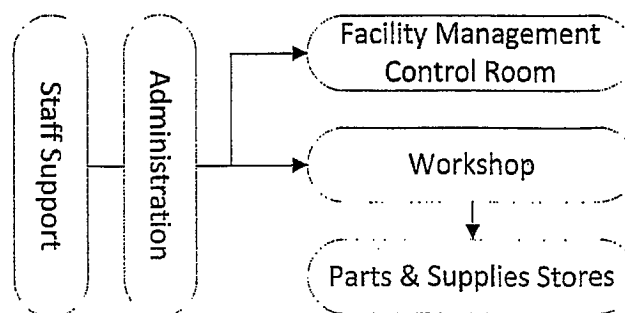 Staff Support
Administration
Facility Management
Control Room
Workshop
Parts & Supplies Stores